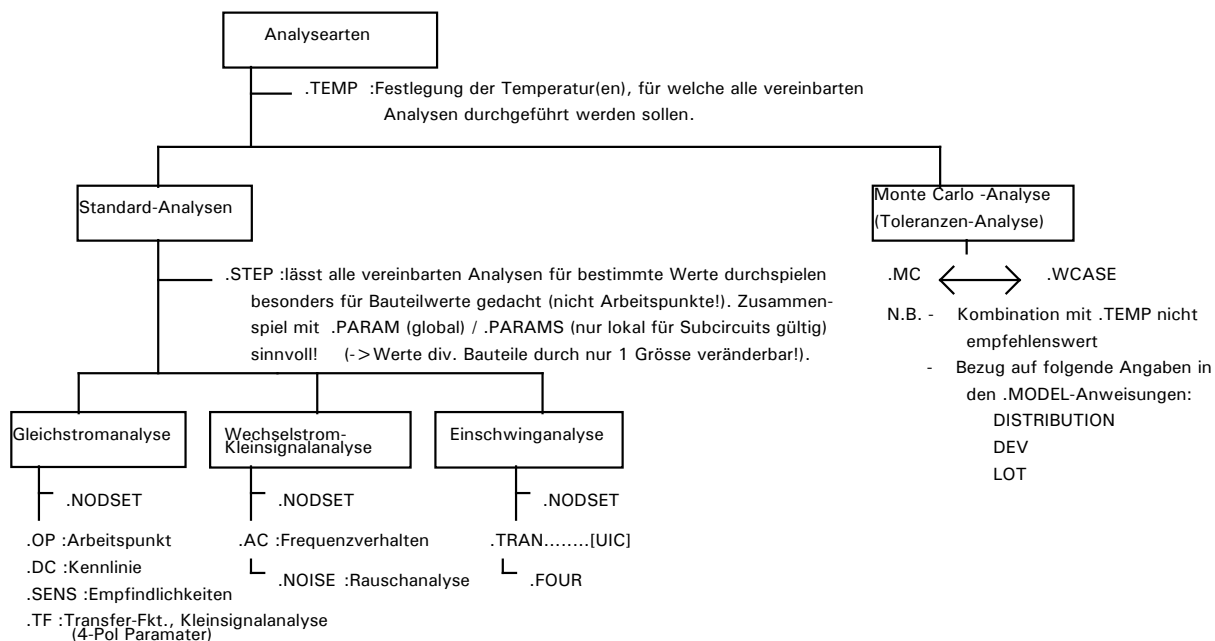 Analysearten
.TEMP :Festlegung der Temperatur(en), für welche alle vereinbarten
Analysen durchgeführt werden sollen.
Standard-Analysen
Monte Carlo -Analyse
(Toleranzen-Analyse)
.STEP :lässt alle vereinbarten Analysen für bestimmte Werte durchspielen
besonders für Bauteilwerte gedacht (nicht Arbeitspunkte!). Zusammen-
spiel mit .PARAM (global) / .PARAMS (nur lokal für Subcircuits gültig)
sinnvoll! (->Werte div. Bauteile durch nur 1 Grösse veränderbar!).
.MC .WCASE
N.B. - Kombination mit .TEMP nicht
empfehlenswert
- Bezug auf folgende Angaben in
den .MODEL-Anweisungen:
DISTRIBUTION
DEV
LOT
Gleichstromanalyse
.NODSET
.OP :Arbeitspunkt
.DC :Kennlinie
.SENS :Empfindlichkeiten
.TF :Transfer-Fkt., Kleinsignalanalyse
(4-Pol Paramater)
Wechselstrom-
Kleinsignalanalyse
.NODSET
.AC :Frequenzverhalten
.NOISE :Rauschanalyse
Einschwinganalyse
.NODSET
.TRAN........[UIC]
.FOUR